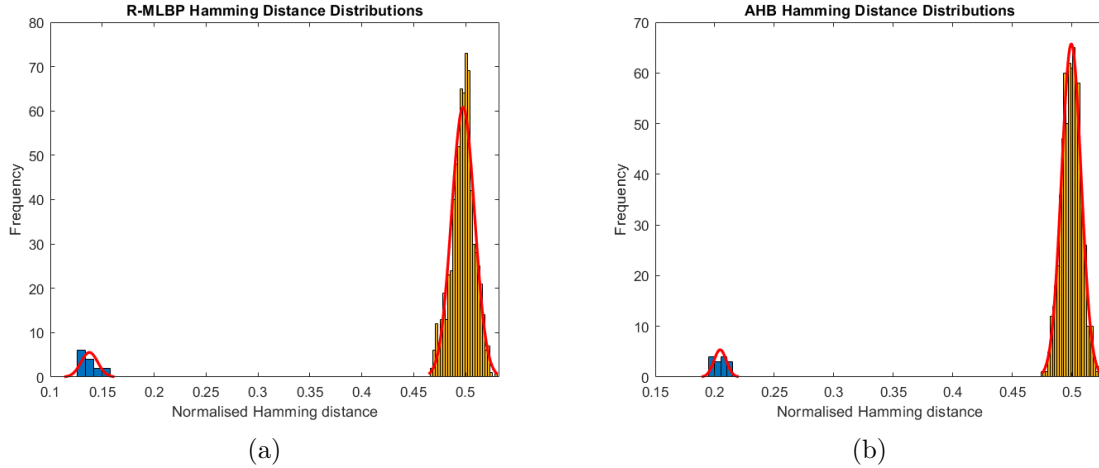 R-MLBP Hamming Distance Distributions
80
70
60
50
40
30
20
10
0
Frequency
0.1 0.15 0.2 0.25 0.3 0.35 0.4 0.45 0.5
Normalised Hamming distance
(a)
AHB Hamming Distance Distributions
70
60
50
40
30
20
10
0
Frequency
0.15 0.2 0.25 0.3 0.35 0.4 0.45 0.5
Normalised Hamming distance
(b)